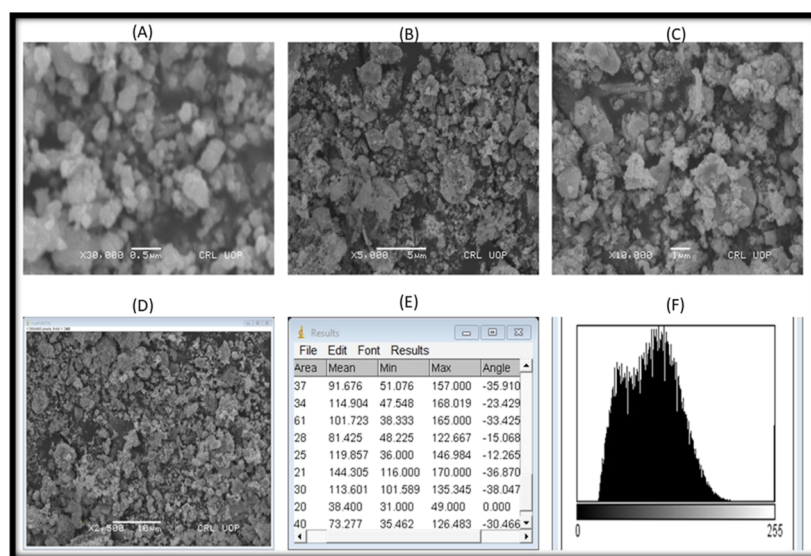 (A)
(B)
(C)
X30,000 0.5µm CRL UOP
X5,000 5µm CRL UOP
X10,000 1µm CRL UOP
(D)
(E)
(F)
X2,500 10µm CRL UOP
Results
File Edit Font Results
Area Mean Min Max Angle
37 91.676 51.076 157.000 -35.910
34 114.904 47.548 168.019 -23.429
61 101.723 38.333 165.000 -33.425
28 81.425 48.225 122.667 -15.068
25 119.857 36.000 146.984 -12.265
21 144.305 116.000 170.000 -36.870
30 113.601 101.589 135.345 -38.047
20 38.400 31.000 49.000 0.000
40 73.277 35.462 126.483 -30.466
0 255